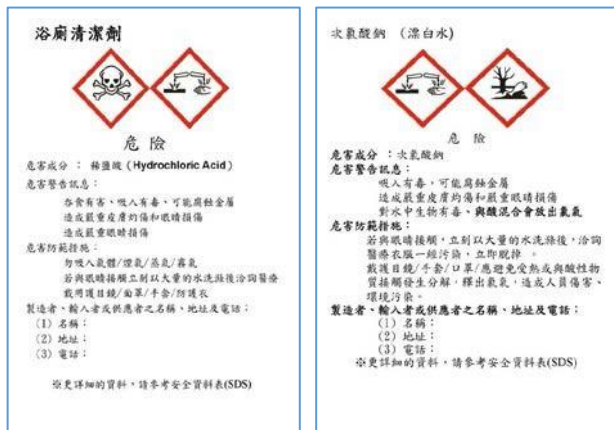 浴廁清潔劑
危 險
危害成分 : 稀鹽酸 (Hydrochloric Acid)
危害警告訊息:
吞食有害、吸入有毒、可能腐蝕金屬
造成嚴重皮膚灼傷和眼睛損傷
造成嚴重眼睛損傷
危害防範措施:
勿吸入氣體/煙氣/蒸氣/霧氣
若與眼睛接觸立刻以大量的水洗滌後洽詢醫療
戴用護目鏡/面罩/手套/防護衣
製造者、輸入者或供應者之名稱、地址及電話:
(1) 名稱:
(2) 地址:
(3) 電話:
※更詳細的資料,請參考安全資料表(SDS)
次氯酸鈉 (漂白水)
危 險
危害成分:次氯酸鈉
危害警告訊息:
吸入有毒,可能腐蝕金屬
造成嚴重皮膚灼傷和眼睛損傷
對水中生物有毒、與酸混合會放出氯氣
危害防範措施:
若與眼睛接觸,立刻以大量的水洗滌後,洽詢
醫療衣服一經污染,立即脫掉。
戴護目鏡/手套/口罩/應避免受熱或與酸性物
質接觸發生分解,釋出氯氣,造成人員傷害、
環境污染。
製造者、輸入者或供應者之名稱、地址及電話:
(1) 名稱:
(2) 地址:
(3) 電話:
※更詳細的資料,請參考安全資料表(SDS)